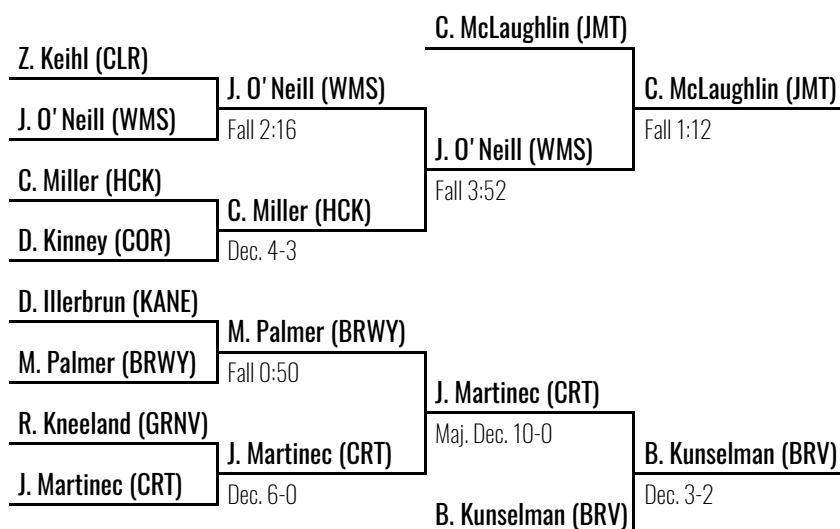 Z. Keihl (CLR)
J. O'Neill (WMS)
C. Miller (HCK)
D. Kinney (COR)
D. Illerbrun (KANE)
M. Palmer (BRWY)
R. Kneeland (GRNV)
J. Martinec (CRT)
J. O'Neill (WMS)
Fall 2:16
C. Miller (HCK)
Dec. 4-3
M. Palmer (BRWY)
Fall 0:50
J. Martinec (CRT)
Dec. 6-0
C. McLaughlin (JMT)
J. O'Neill (WMS)
Fall 3:52
J. Martinec (CRT)
Maj. Dec. 10-0
B. Kunselman (BRV)
C. McLaughlin (JMT)
Fall 1:12
B. Kunselman (BRV)
Dec. 3-2